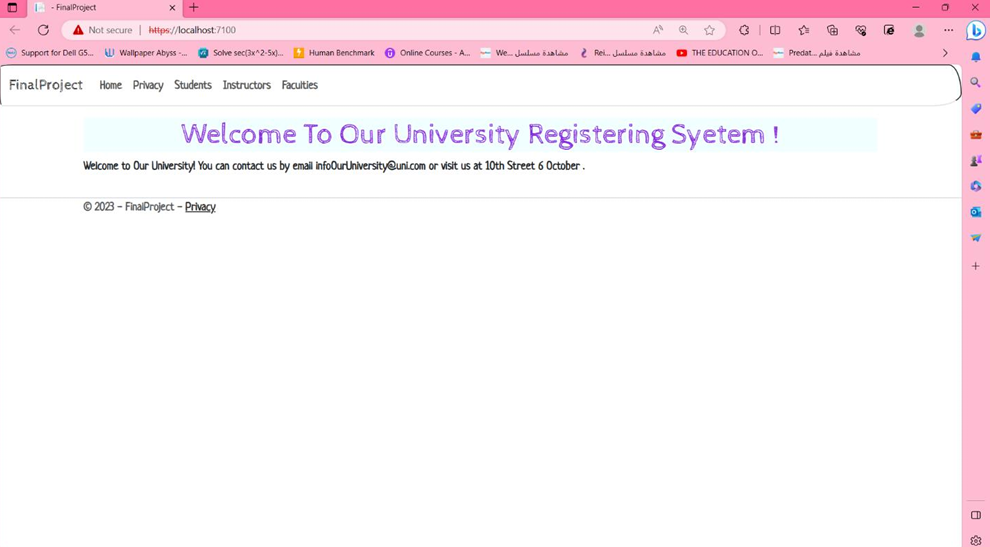 - FinalProject
Not secure | https://localhost:7100
Support for Dell G5... Wallpaper Abyss -... Solve sec(3x^2-5x)... Human Benchmark Online Courses - A... We... مشاهدة مسلسل Rei... مشاهدة مسلسل THE EDUCATION O... Predat... مشاهدة فيلم
FinalProject Home Privacy Students Instructors Faculties
Welcome To Our University Registering Syetem !
Welcome to Our University! You can contact us by email infoOurUniversity@uni.com or visit us at 10th Street 6 October .
© 2023 - FinalProject - Privacy